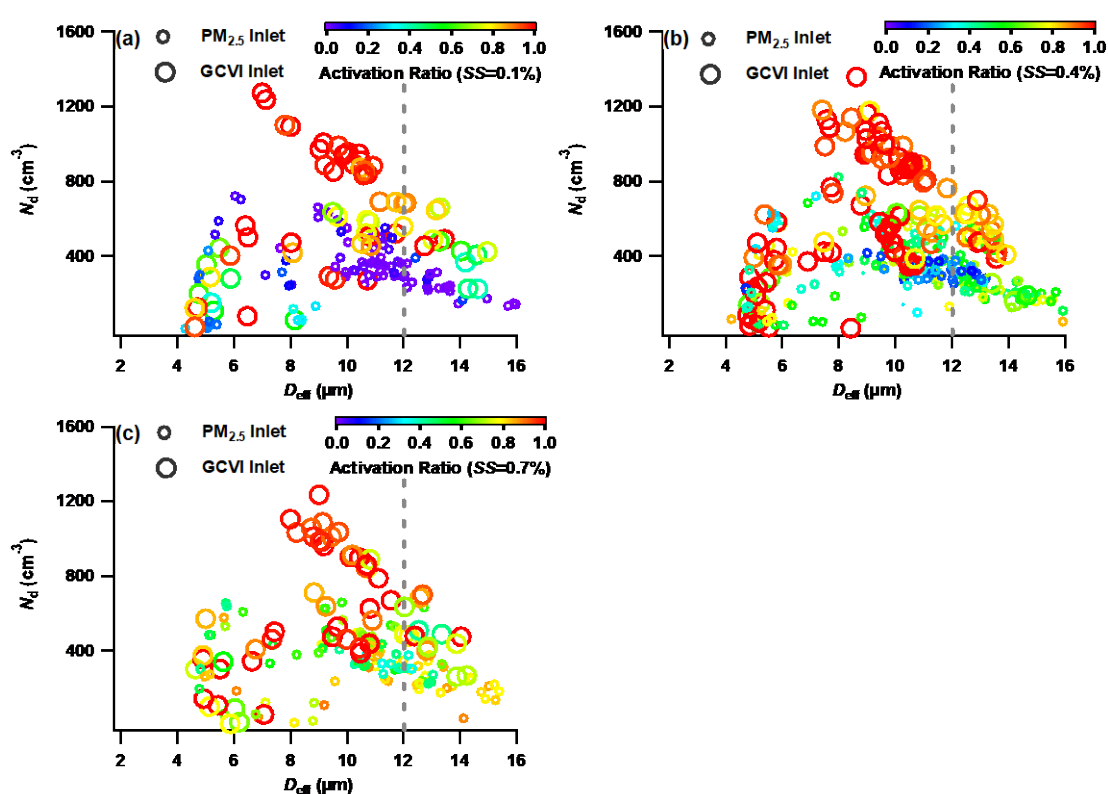 1600
(a)
PM2.5 Inlet
GCVI Inlet
0.0 0.2 0.4 0.6 0.8 1.0
Activation Ratio (SS=0.1%)
1200
800
400
Nd (cm-3)
2 4 6 8 10 12 14 16
Deff (µm)
1600
(b)
PM2.5 Inlet
GCVI Inlet
0.0 0.2 0.4 0.6 0.8 1.0
Activation Ratio (SS=0.4%)
1200
800
400
Nd (cm-3)
2 4 6 8 10 12 14 16
Deff (µm)
1600
(c)
PM2.5 Inlet
GCVI Inlet
0.0 0.2 0.4 0.6 0.8 1.0
Activation Ratio (SS=0.7%)
1200
800
400
Nd (cm-3)
2 4 6 8 10 12 14 16
Deff (µm)